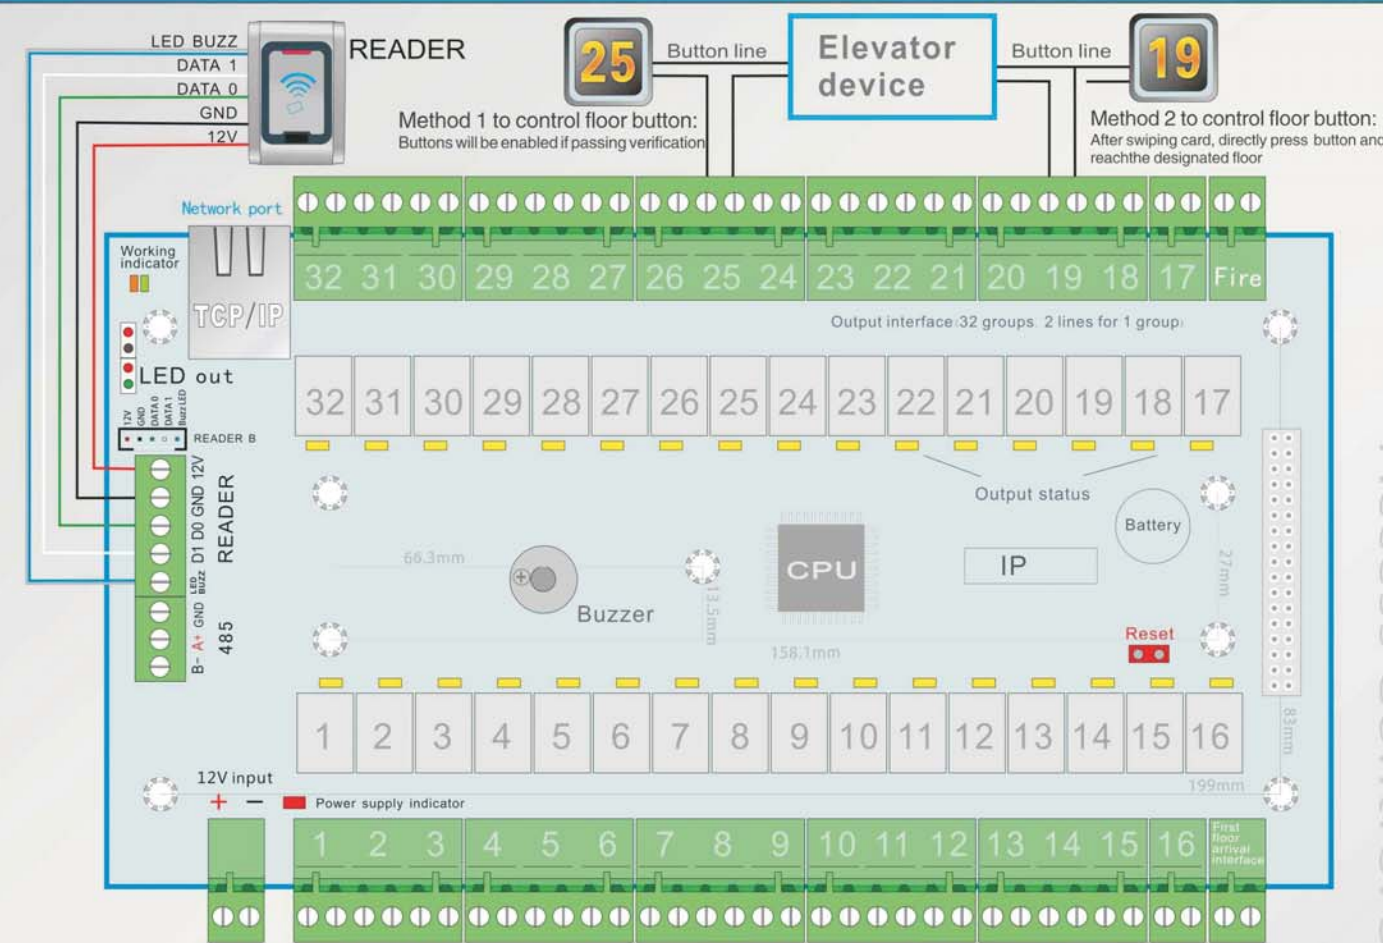 LED BUZZ
DATA 1
DATA 0
GND
12V
READER
25
Button line
Elevator
device
Button line
19
Method 1 to control floor button:
Buttons will be enabled if passing verification
Method 2 to control floor button:
After swiping card, directly press button and
reachthe designated floor
Network port
Working
indicator
TCP/IP
32 31 30 29 28 27 26 25 24 23 22 21 20 19 18 17 Fire
Output interface:32 groups. 2 lines for 1 group:
LED out
32 31 30 29 28 27 26 25 24 23 22 21 20 19 18 17
12V
GND
DATA 0
DATA 1
Buzz LED
READER B
Output status
Battery
IP
CPU
Buzzer
Reset
66.3mm
13.5mm
158.1mm
27mm
83mm
199mm
12V
GND
D0
D1
LED
BUZZ
READER
GND
A+
B-
485
1 2 3 4 5 6 7 8 9 10 11 12 13 14 15 16
12V input
+ −
Power supply indicator
1 2 3 4 5 6 7 8 9 10 11 12 13 14 15 16
First
floor
arrival
interface